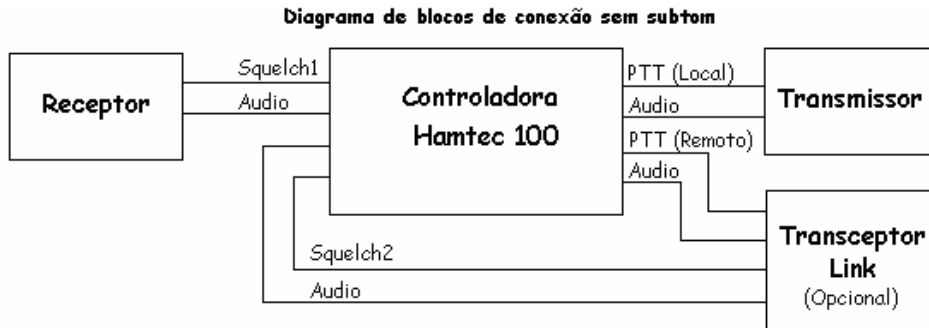 Diagrama de blocos de conexão sem subtom
Receptor
Squelch1
Audio
Controladora
Hamtec 100
PTT (Local)
Audio
PTT (Remoto)
Audio
Transmissor
Squelch2
Audio
Transceptor
Link
(Opcional)